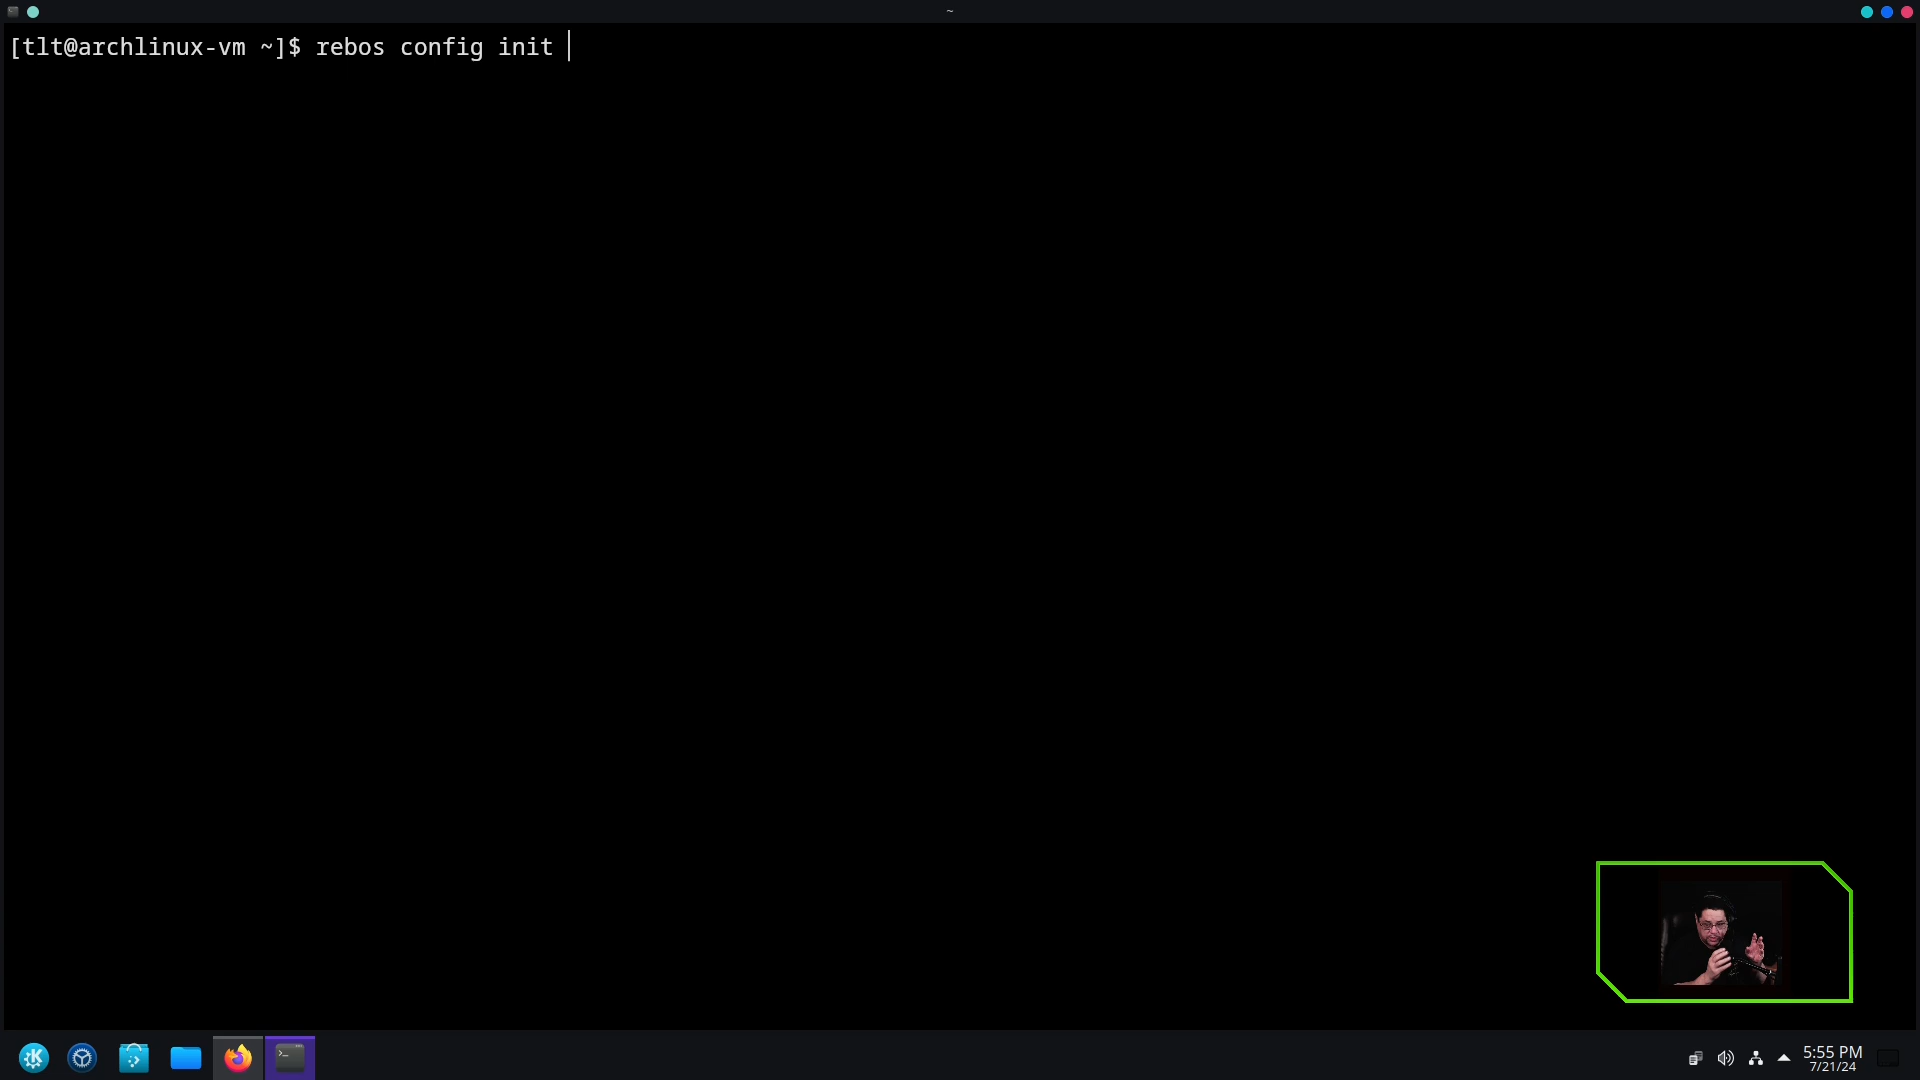 ~
[tlt@archlinux-vm ~]$ rebos config init
5:55 PM
7/21/24